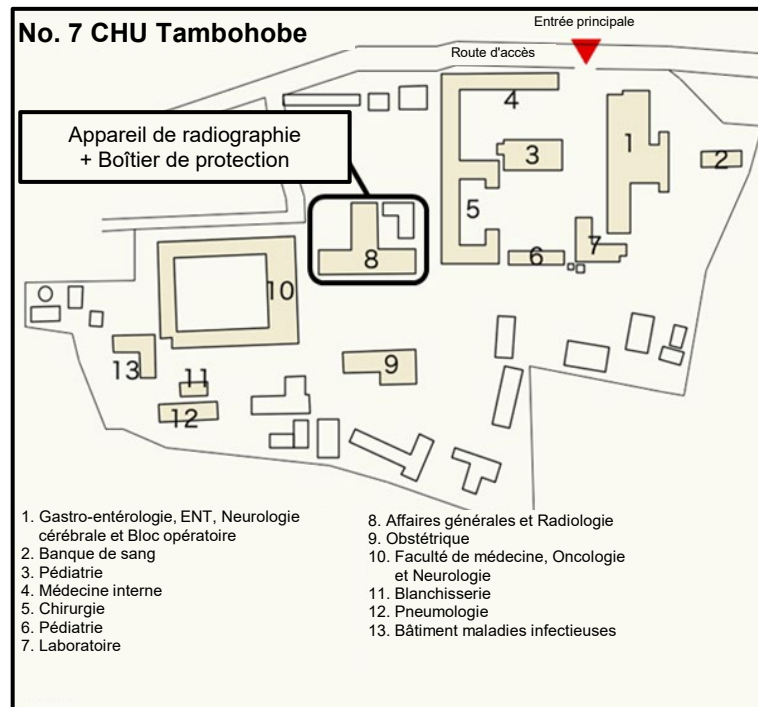 No. 7 CHU Tambohobe
Entrée principale
Route d'accès
Appareil de radiographie
+ Boîtier de protection
4
1
3
2
5
8
6
7
10
9
13
11
12
1. Gastro-entérologie, ENT, Neurologie
cérébrale et Bloc opératoire
2. Banque de sang
3. Pédiatrie
4. Médecine interne
5. Chirurgie
6. Pédiatrie
7. Laboratoire
8. Affaires générales et Radiologie
9. Obstétrique
10. Faculté de médecine, Oncologie
et Neurologie
11. Blanchisserie
12. Pneumologie
13. Bâtiment maladies infectieuses